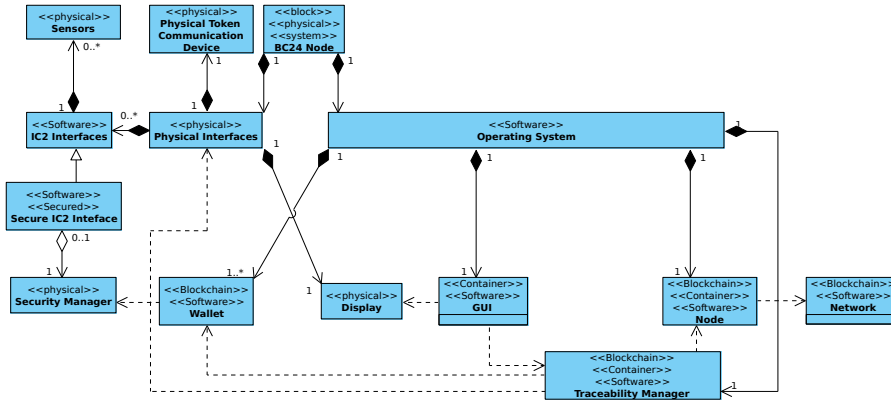 <<physical>>
Sensors
<<physical>>
Physical Token
Communication
Device
<<block>>
<<physical>>
<<system>>
BC24 Node
0..*
1
1
1
1
1
0..*
1
<<Software>>
IC2 Interfaces
<<physical>>
Physical Interfaces
<<Software>>
Operating System
1
1
1
1
1
<<Software>>
<<Secured>>
Secure IC2 Inteface
0..1
1
1..*
1
1
1
<<physical>>
Security Manager
<<Blockchain>>
<<Software>>
Wallet
<<physical>>
Display
<<Container>>
<<Software>>
GUI
<<Blockchain>>
<<Container>>
<<Software>>
Node
<<Blockchain>>
<<Software>>
Network
<<Blockchain>>
<<Container>>
<<Software>>
Traceability Manager
1